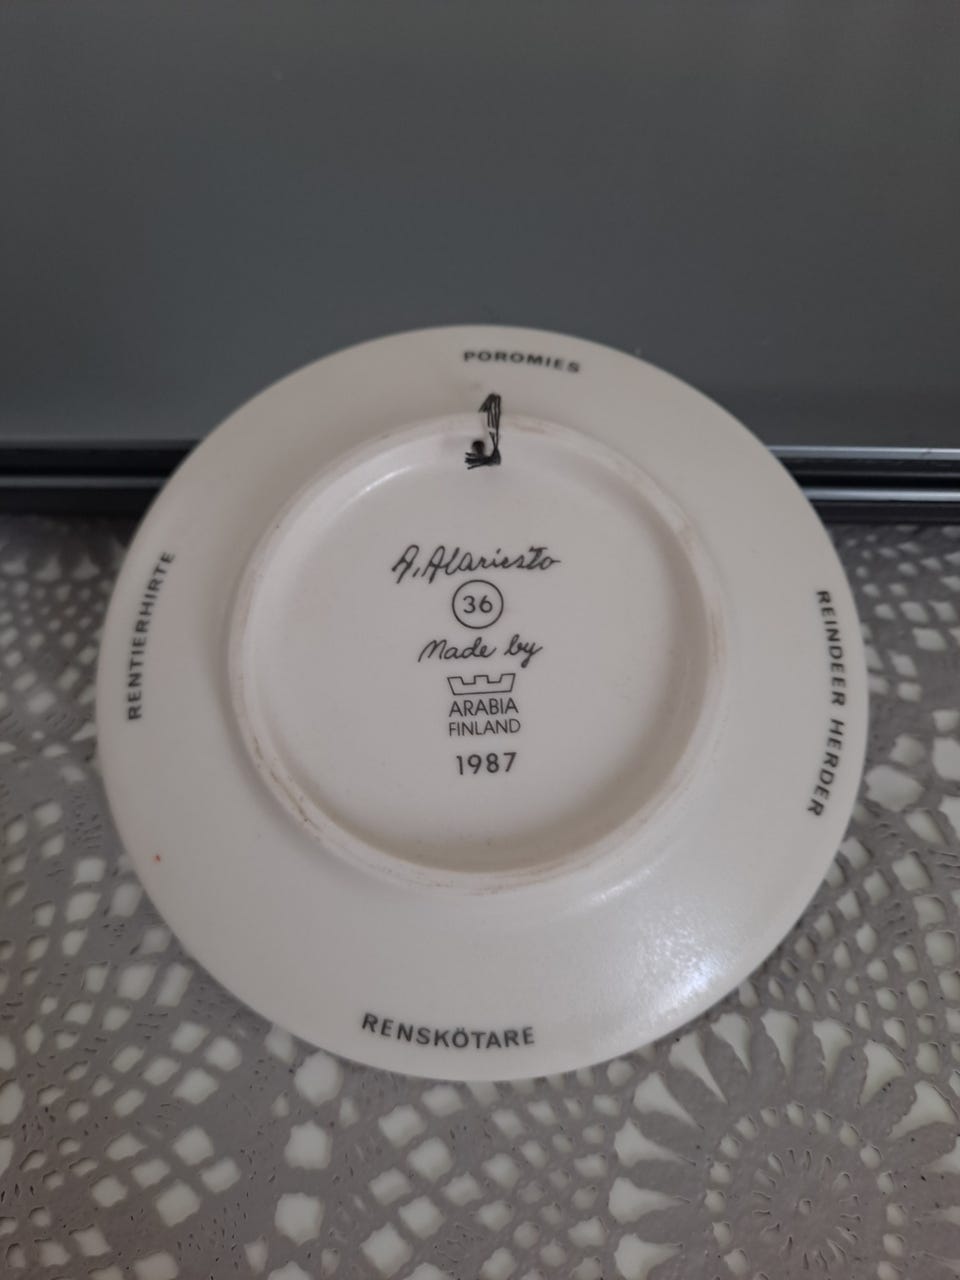 POROMIES
A. Alariesto
36
Made by
ARABIA
FINLAND
1987
RENTIERHIRTE
REINDEER HERDER
RENSKÖTARE